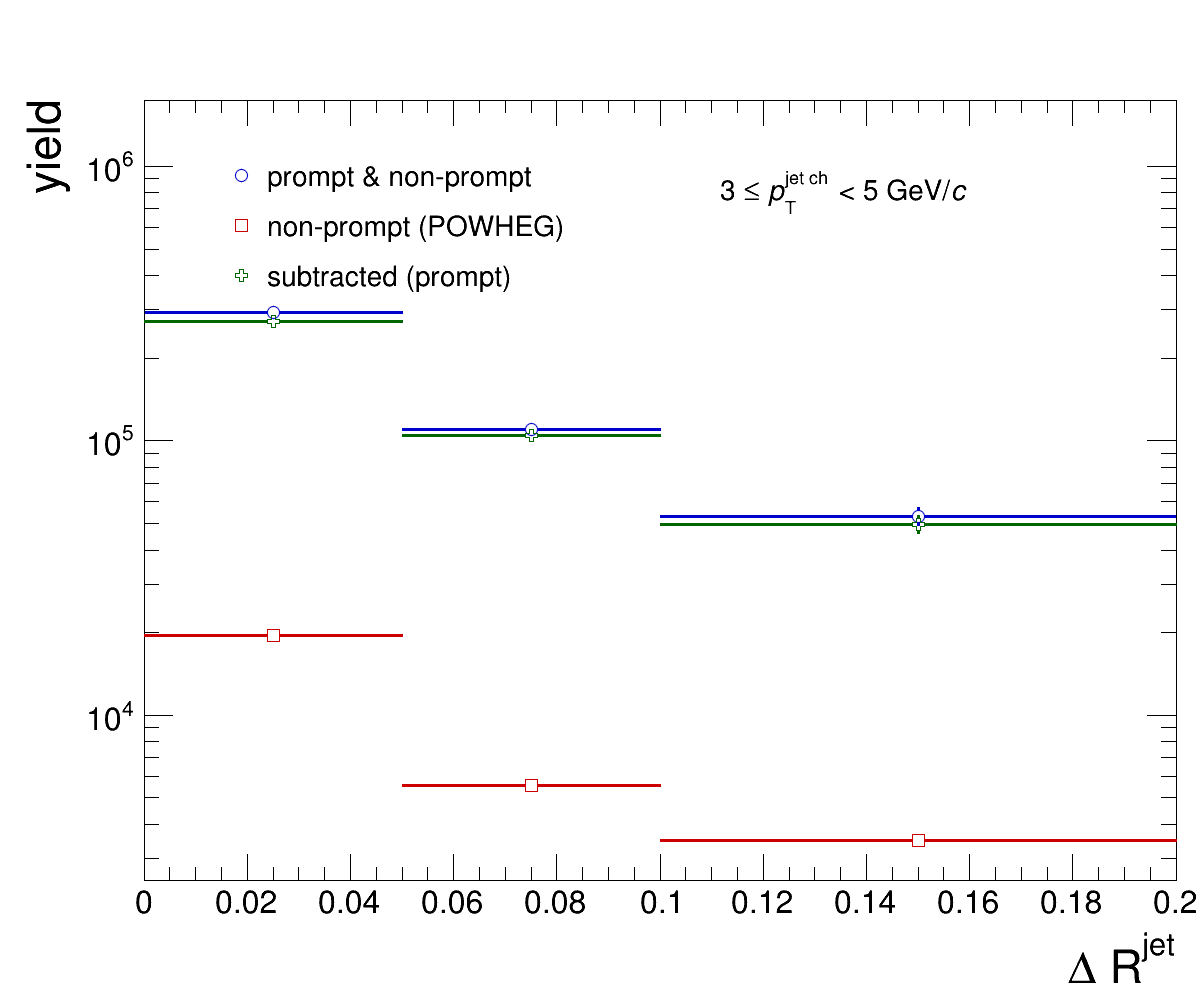 yield
prompt & non-prompt
non-prompt (POWHEG)
subtracted (prompt)
3 ≤ p_T^{jet ch} < 5 GeV/c
10^6
10^5
10^4
0 0.02 0.04 0.06 0.08 0.1 0.12 0.14 0.16 0.18 0.2
Δ R^{jet}